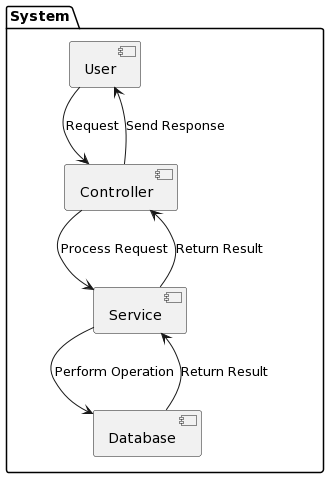 System
User
Request
Send Response
Controller
Process Request
Return Result
Service
Perform Operation
Return Result
Database